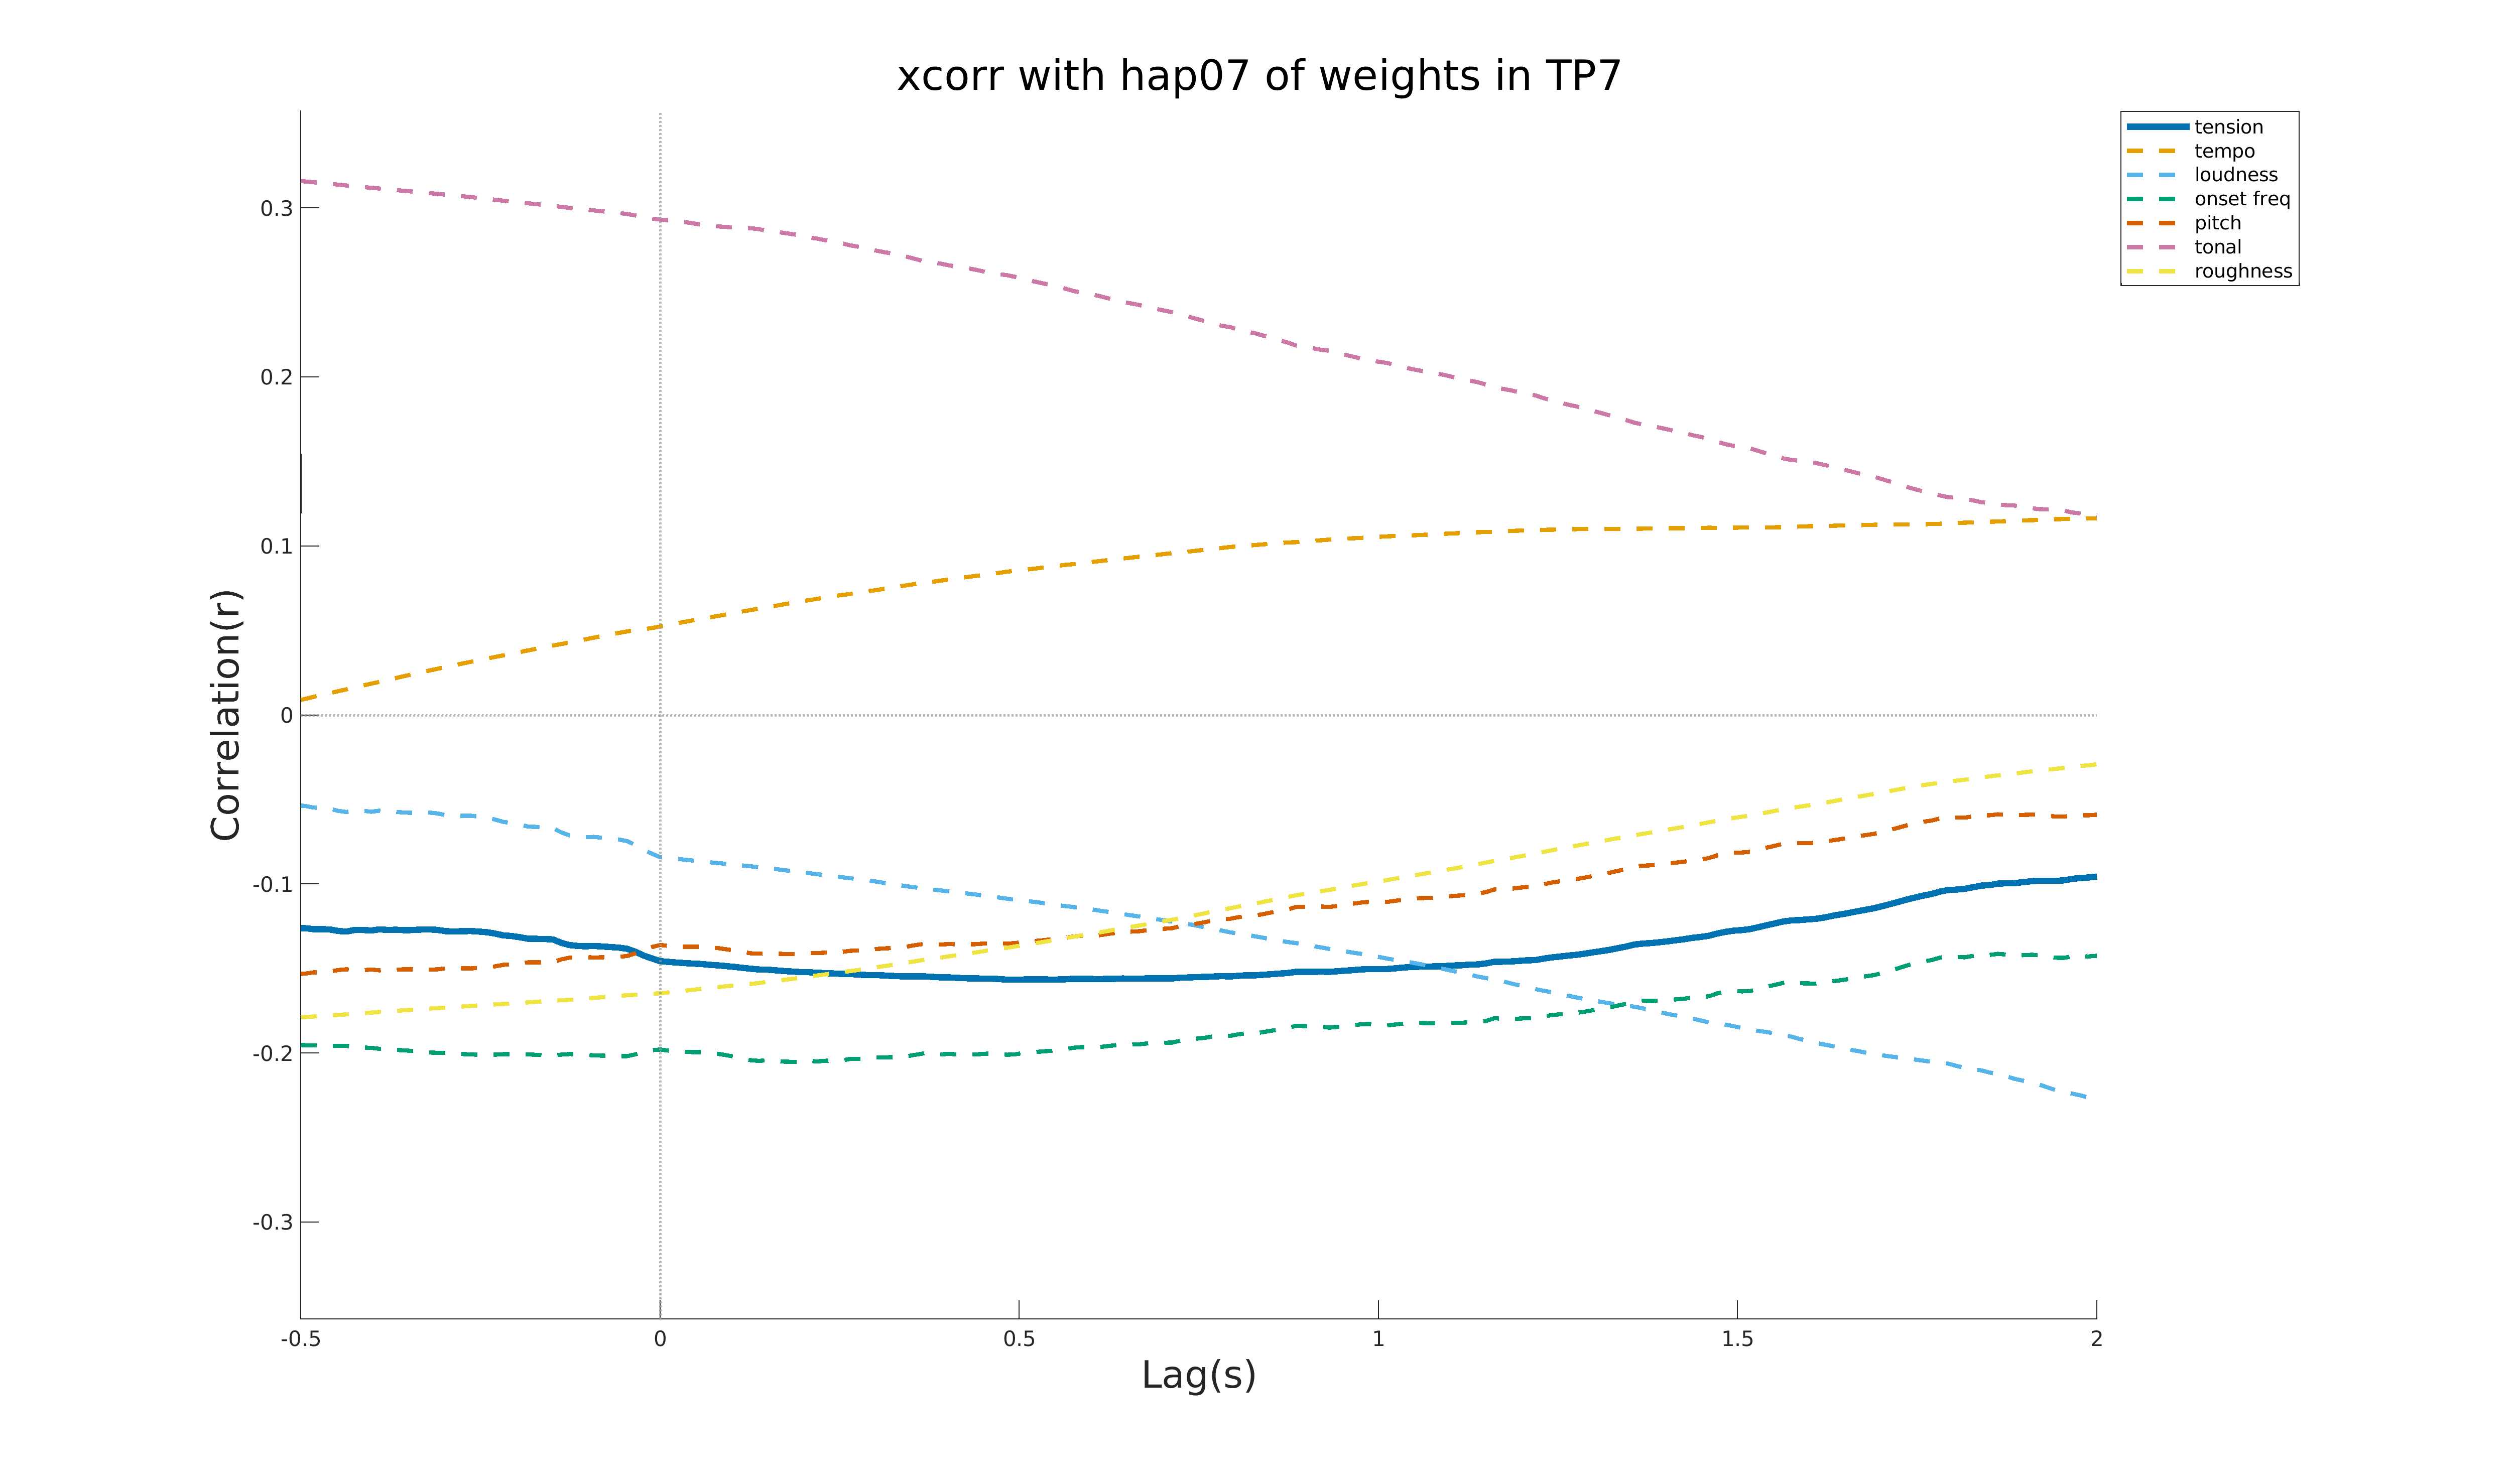 xcorr with hap07 of weights in TP7
tension
tempo
loudness
onset freq
pitch
tonal
roughness
0.3
0.2
0.1
0
-0.1
-0.2
-0.3
Correlation(r)
-0.5
0
0.5
1
1.5
2
Lag(s)